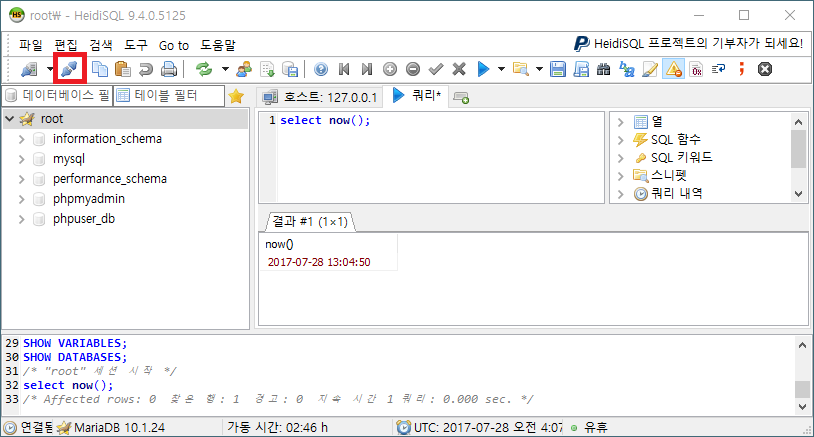 root\ - HeidiSQL 9.4.0.5125
파일 편집 검색 도구 Go to 도움말
HeidiSQL 프로젝트의 기부자가 되세요!
데이터베이스 필 테이블 필터
호스트: 127.0.0.1 쿼리*
root
information_schema
mysql
performance_schema
phpmyadmin
phpuser_db
1 select now();
열
SQL 함수
SQL 키워드
스니펫
쿼리 내역
결과 #1 (1×1)
now()
2017-07-28 13:04:50
29 SHOW VARIABLES;
30 SHOW DATABASES;
31 /* "root" 세션 시작 */
32 select now();
33 /* Affected rows: 0 찾은 행: 1 경고: 0 지속 시간 1 쿼리: 0.000 sec. */
연결됨 MariaDB 10.1.24 가동 시간: 02:46 h UTC: 2017-07-28 오전 4:07 유휴